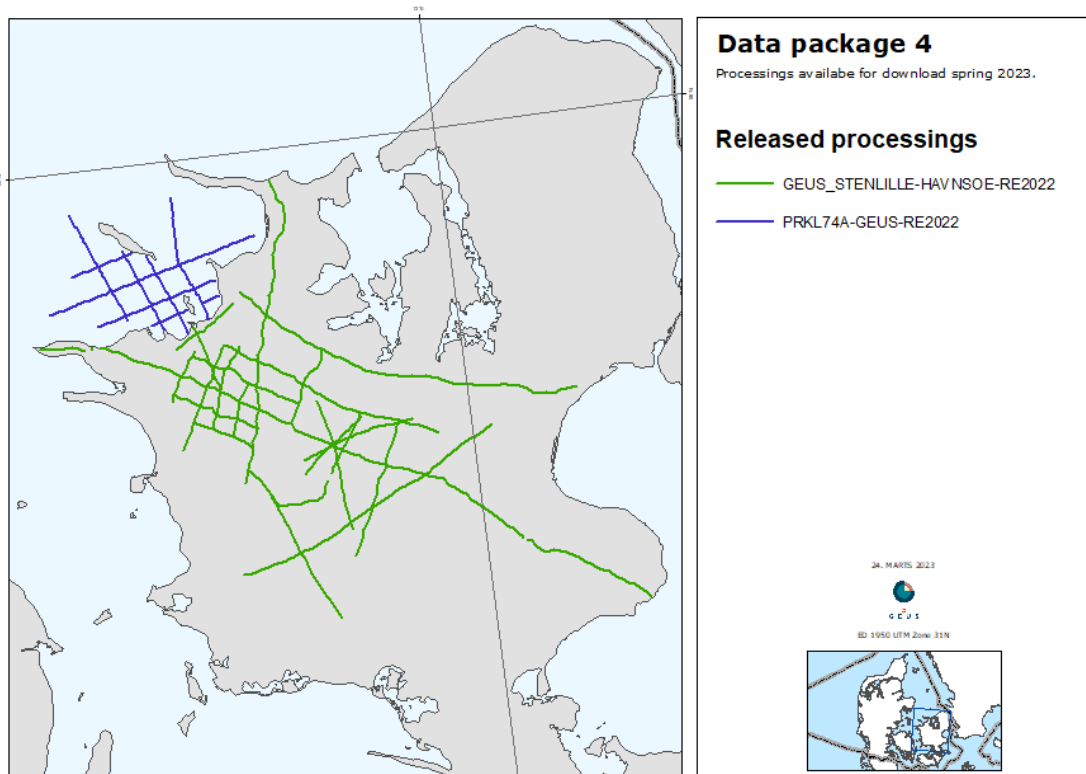 Data package 4
Processings availabe for download spring 2023.
Released processings
GEUS_STENLILLE-HAVNSOE-RE2022
PRKL74A-GEUS-RE2022
24. MARTS 2023
G E U S
ED 1950 UTM Zone 31N